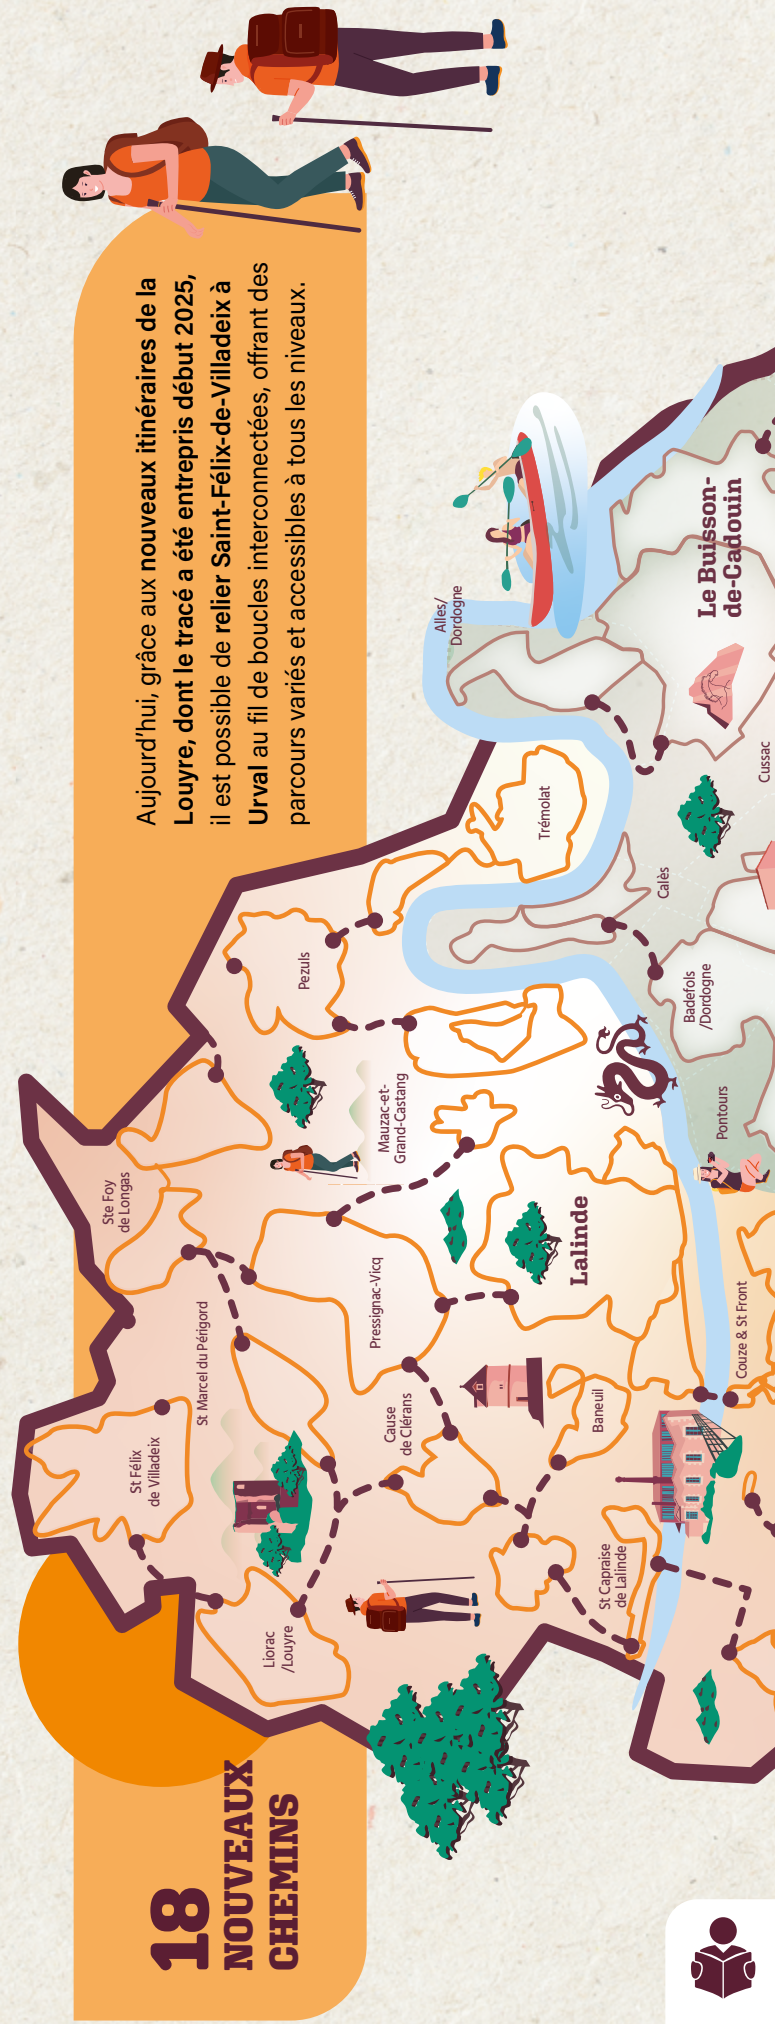 18
NOUVEAUX
CHEMINS
Aujourd'hui, grâce aux nouveaux itinéraires de la
Louyre, dont le tracé a été entrepris début 2025,
il est possible de relier Saint-Félix-de-Villadeix à
Urval au fil de boucles interconnectées, offrant des
parcours variés et accessibles à tous les niveaux.
Ste Foy
de Longas
St Félix
de Villadeix
St Marcel du Périgord
Liorac
/Louyre
Pezuls
Pressignac-Vicq
Mauzac-et-
Grand-Castang
Cause
de Clérans
Alles/
Dordogne
Trémolat
Lalinde
Baneuil
St Capraise
de Lalinde
Calès
Badefols
/Dordogne
Le Buisson-
de-Cadouin
Pontours
Couze & St Front
Cussac